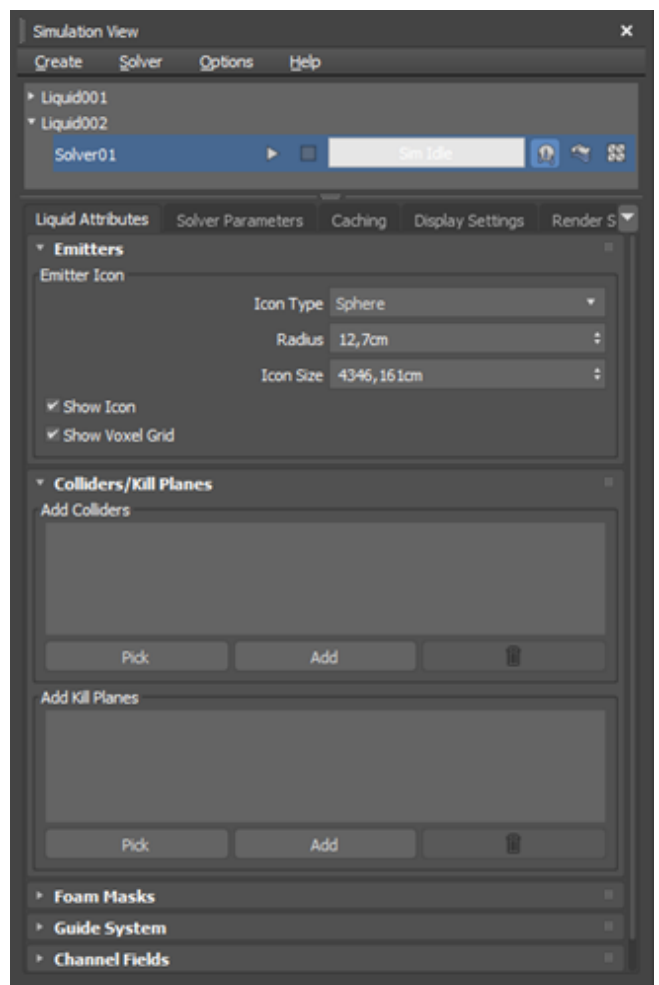 Simulation View
Create Solver Options Help
Liquid001
Liquid002
Solver01 Sim Idle
Liquid Attributes Solver Parameters Caching Display Settings Render S
Emitters
Emitter Icon
Icon Type Sphere
Radius 12,7cm
Icon Size 4346,161cm
Show Icon
Show Voxel Grid
Colliders/Kill Planes
Add Colliders
Pick Add
Add Kill Planes
Pick Add
Foam Masks
Guide System
Channel Fields